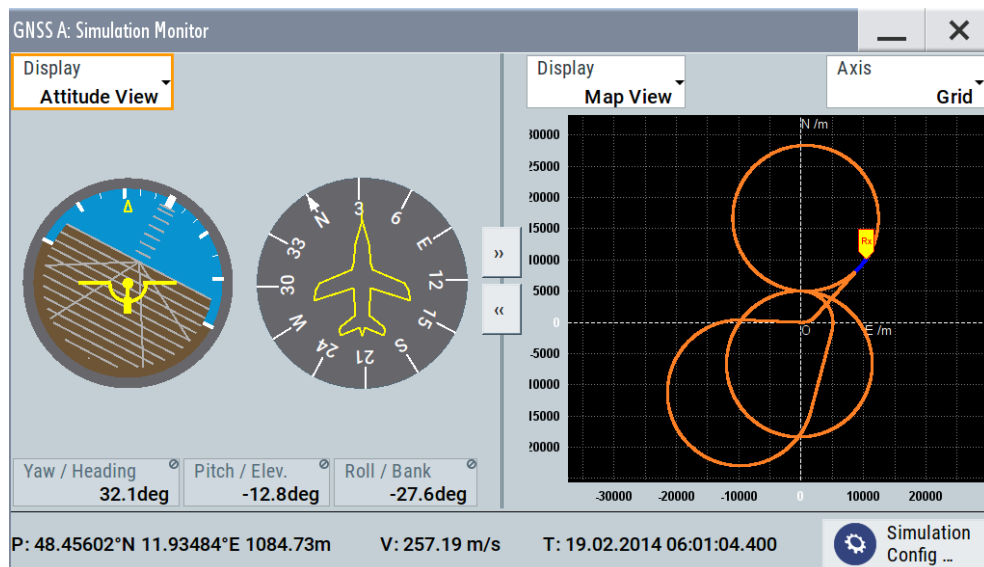 GNSS A: Simulation Monitor
Display
Attitude View
Display
Map View
Axis
Grid
N 3 6 E 12 15 S 21 24 W 30 33
»
«
N /m
30000
25000
20000
15000
10000
5000
0
-5000
-10000
15000
20000
Rx
O
E /m
-30000 -20000 -10000 0 10000 20000
Yaw / Heading
32.1deg
Pitch / Elev.
-12.8deg
Roll / Bank
-27.6deg
P: 48.45602°N 11.93484°E 1084.73m V: 257.19 m/s T: 19.02.2014 06:01:04.400
Simulation
Config ...